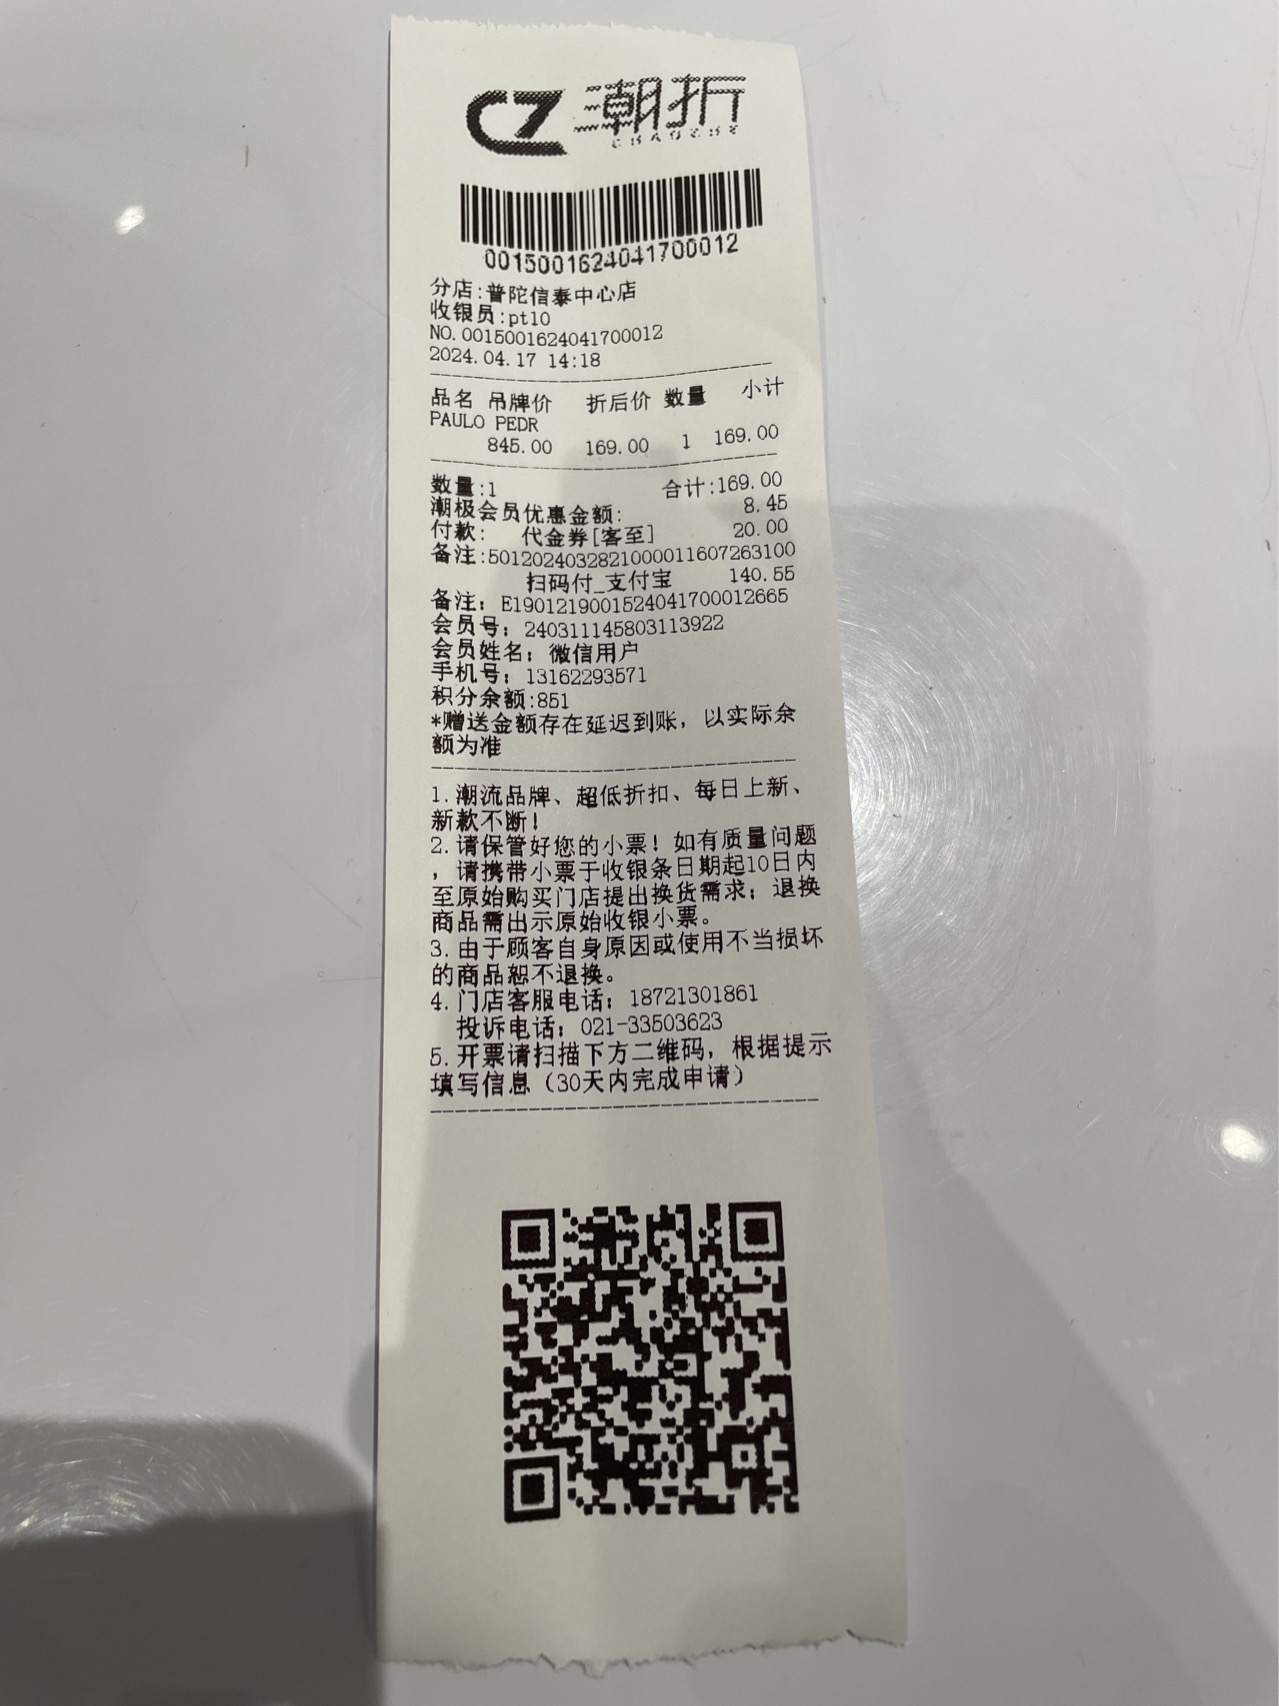 CZ 潮折
CHAOZHE
0015001624041700012
分店:普陀信泰中心店
收银员:pt10
NO.0015001624041700012
2024.04.17 14:18
品名 吊牌价 折后价 数量 小计
PAULO PEDR
845.00 169.00 1 169.00
数量:1 合计:169.00
潮极会员优惠金额: 8.45
付款: 代金券[客至] 20.00
备注:5012024032821000011607263100
扫码付_支付宝 140.55
备注: E1901219001524041700012665
会员号: 240311145803113922
会员姓名: 微信用户
手机号: 13162293571
积分余额:851
*赠送金额存在延迟到账, 以实际余
额为准
1.潮流品牌、超低折扣、每日上新、
新款不断!
2.请保管好您的小票! 如有质量问题
, 请携带小票于收银条日期起10日内
至原始购买门店提出换货需求; 退换
商品需出示原始收银小票。
3.由于顾客自身原因或使用不当损坏
的商品恕不退换。
4.门店客服电话: 18721301861
投诉电话: 021-33503623
5.开票请扫描下方二维码, 根据提示
填写信息 (30天内完成申请)